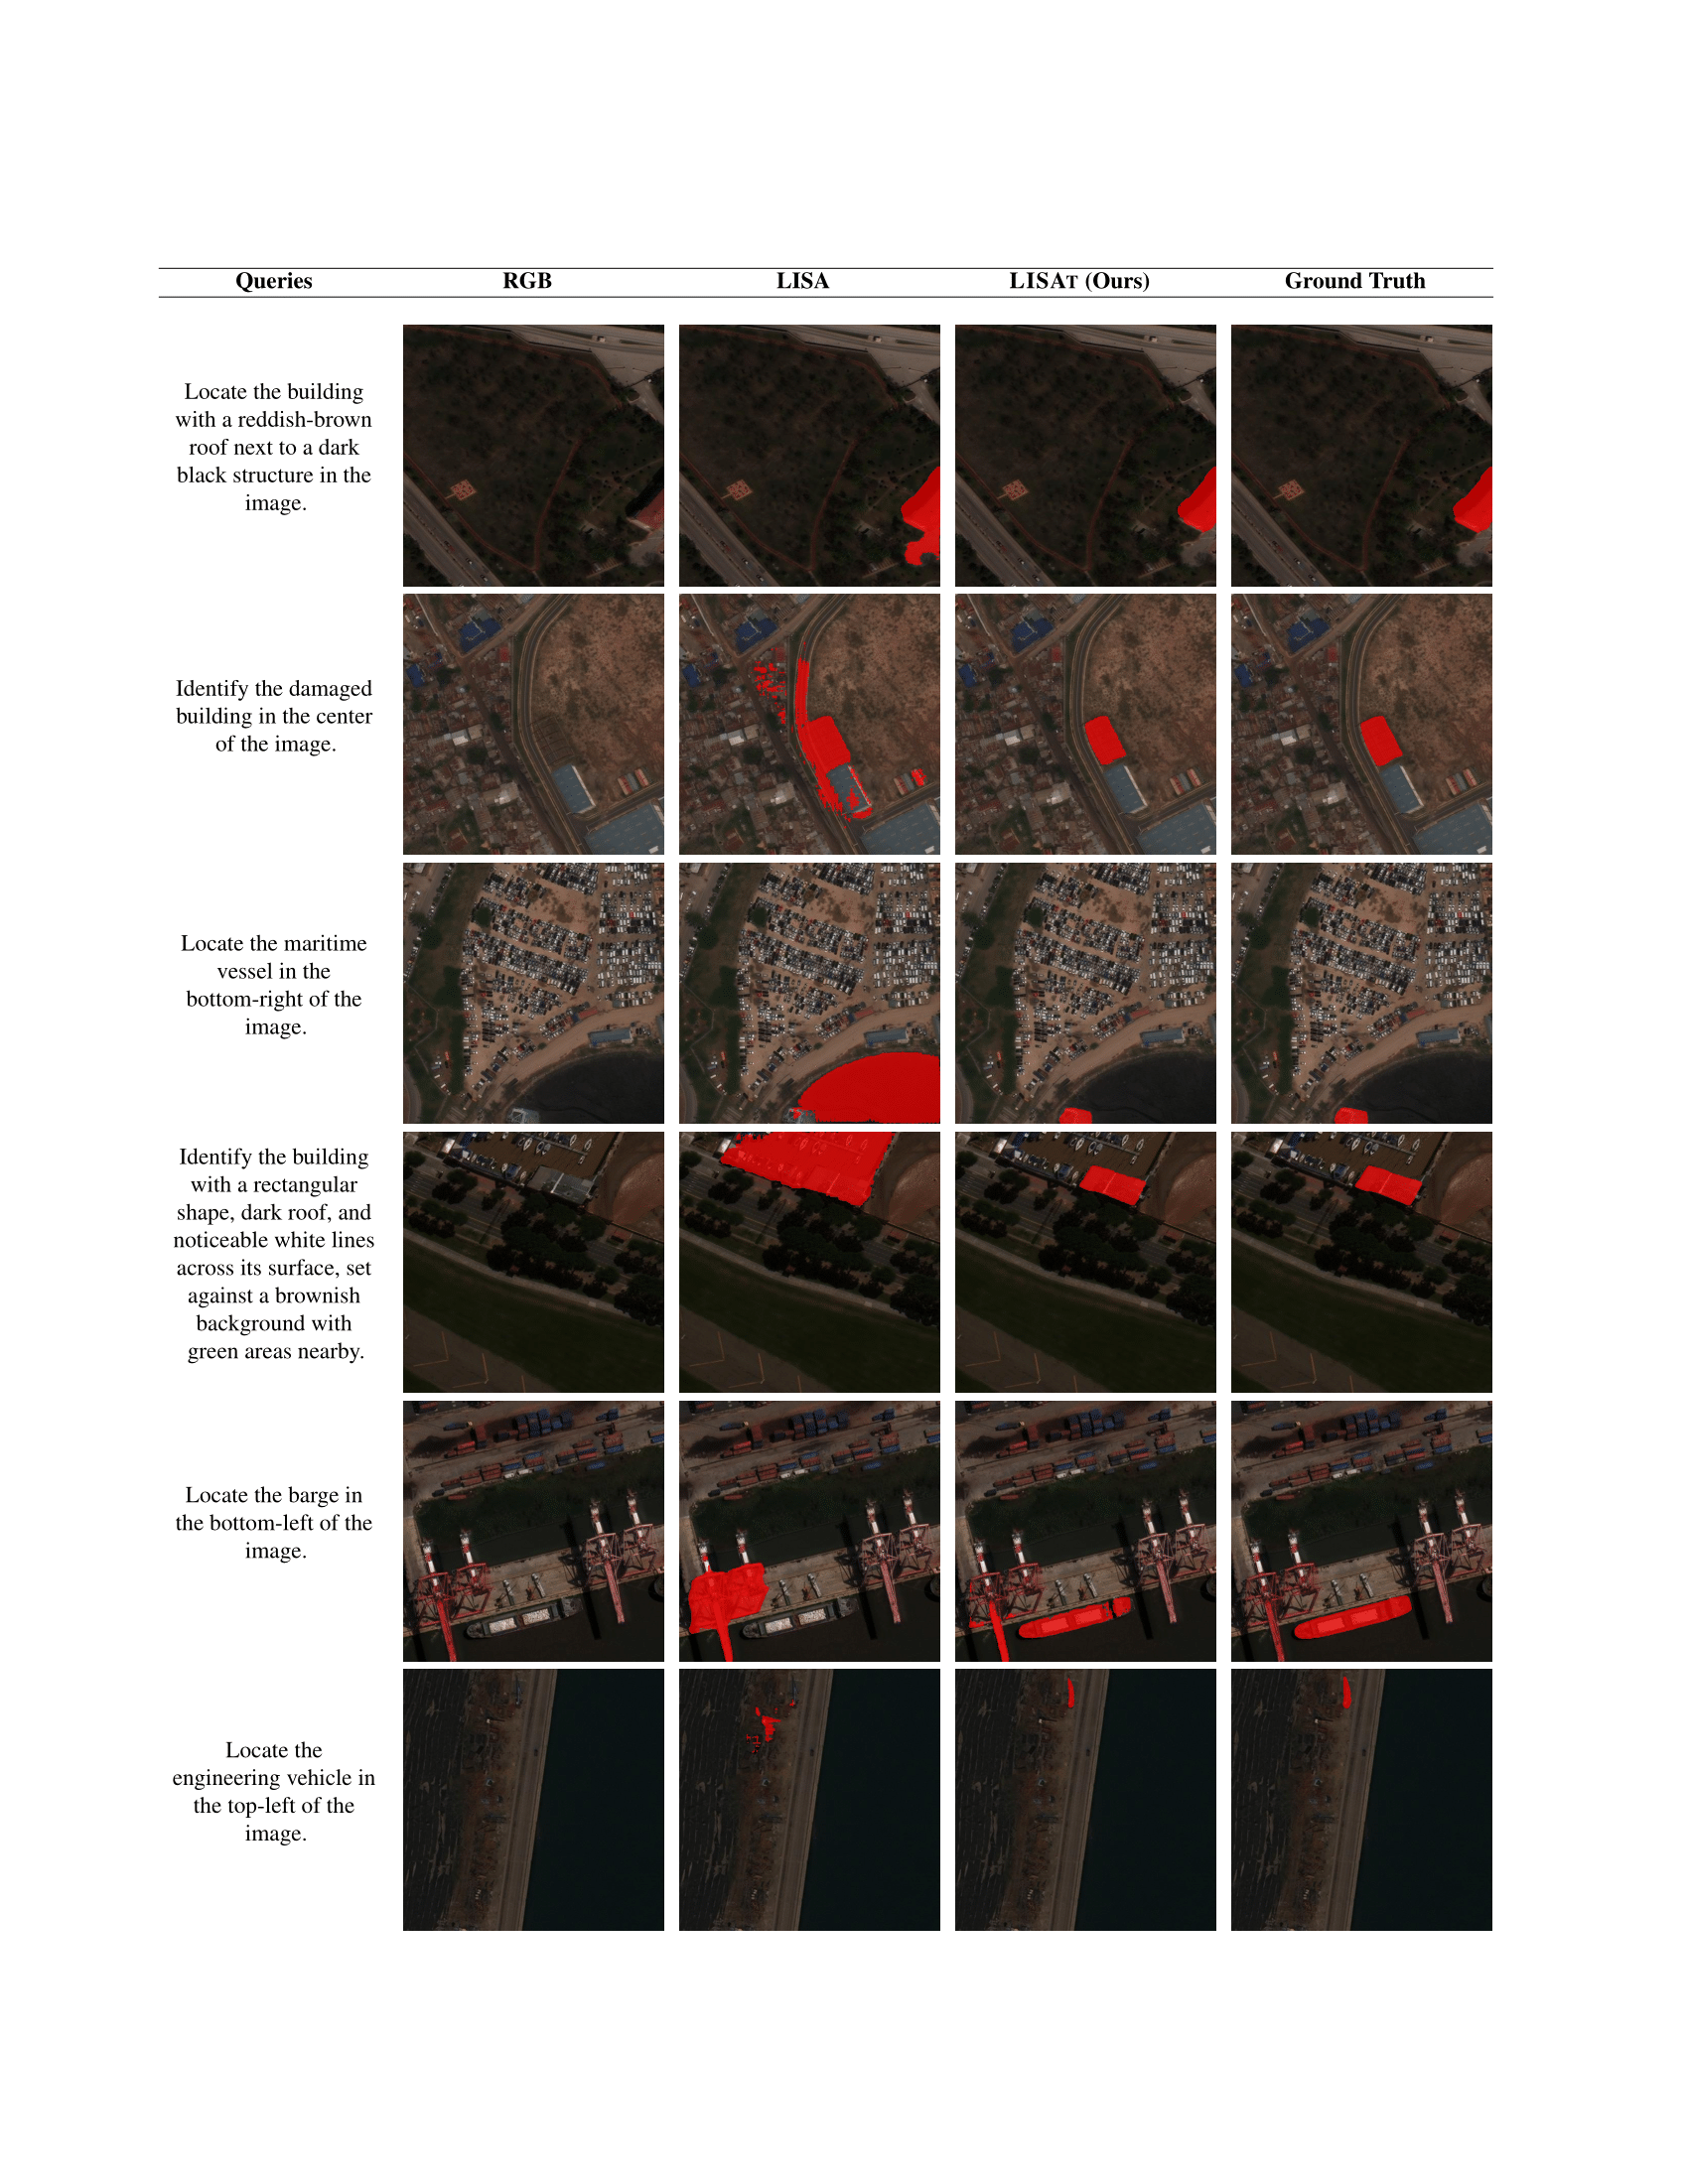 Queries RGB LISA LISAT (Ours) Ground Truth
Locate the building
with a reddish-brown
roof next to a dark
black structure in the
image.
Identify the damaged
building in the center
of the image.
Locate the maritime
vessel in the
bottom-right of the
image.
Identify the building
with a rectangular
shape, dark roof, and
noticeable white lines
across its surface, set
against a brownish
background with
green areas nearby.
Locate the barge in
the bottom-left of the
image.
Locate the
engineering vehicle in
the top-left of the
image.